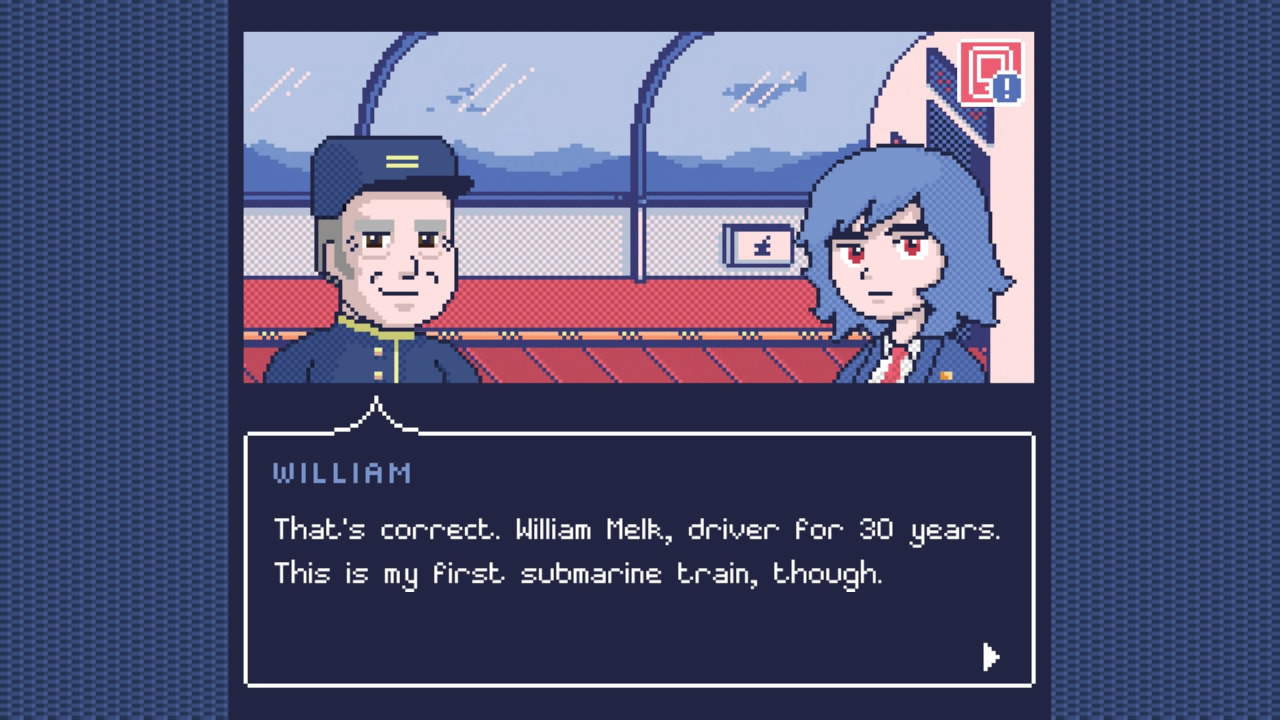 WILLIAM
That's correct. William Melk, driver for 30 years.
This is my first submarine train, though.